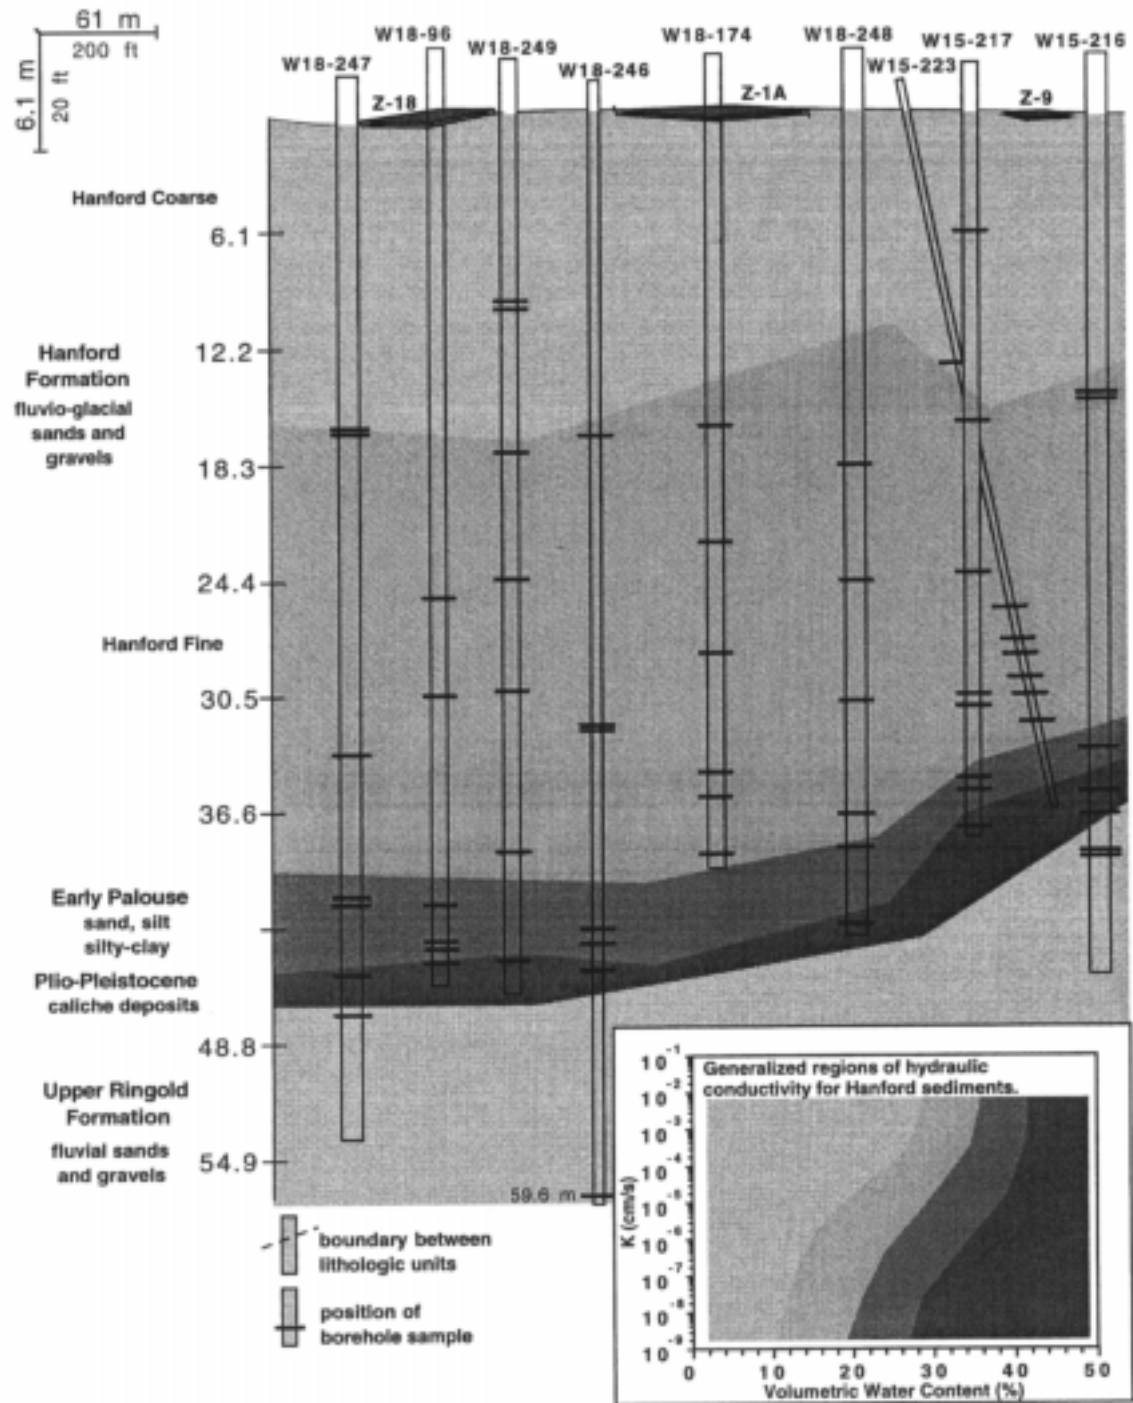 61 m
200 ft
6.1 m
20 ft
W18-247
W18-96
W18-249
W18-246
W18-174
W18-248
W15-223
W15-217
W15-216
Z-18
Z-1A
Z-9
Hanford Coarse
6.1
12.2
Hanford
Formation
fluvio-glacial
sands and
gravels
18.3
24.4
Hanford Fine
30.5
36.6
Early Palouse
sand, silt
silty-clay
Plio-Pleistocene
caliche deposits
48.8
Upper Ringold
Formation
fluvial sands
and gravels
54.9
59.6 m
boundary between
lithologic units
position of
borehole sample
Generalized regions of hydraulic
conductivity for Hanford sediments.
K (cm/s)
10-1
10-2
10-3
10-4
10-5
10-6
10-7
10-8
10-9
0 10 20 30 40 50
Volumetric Water Content (%)